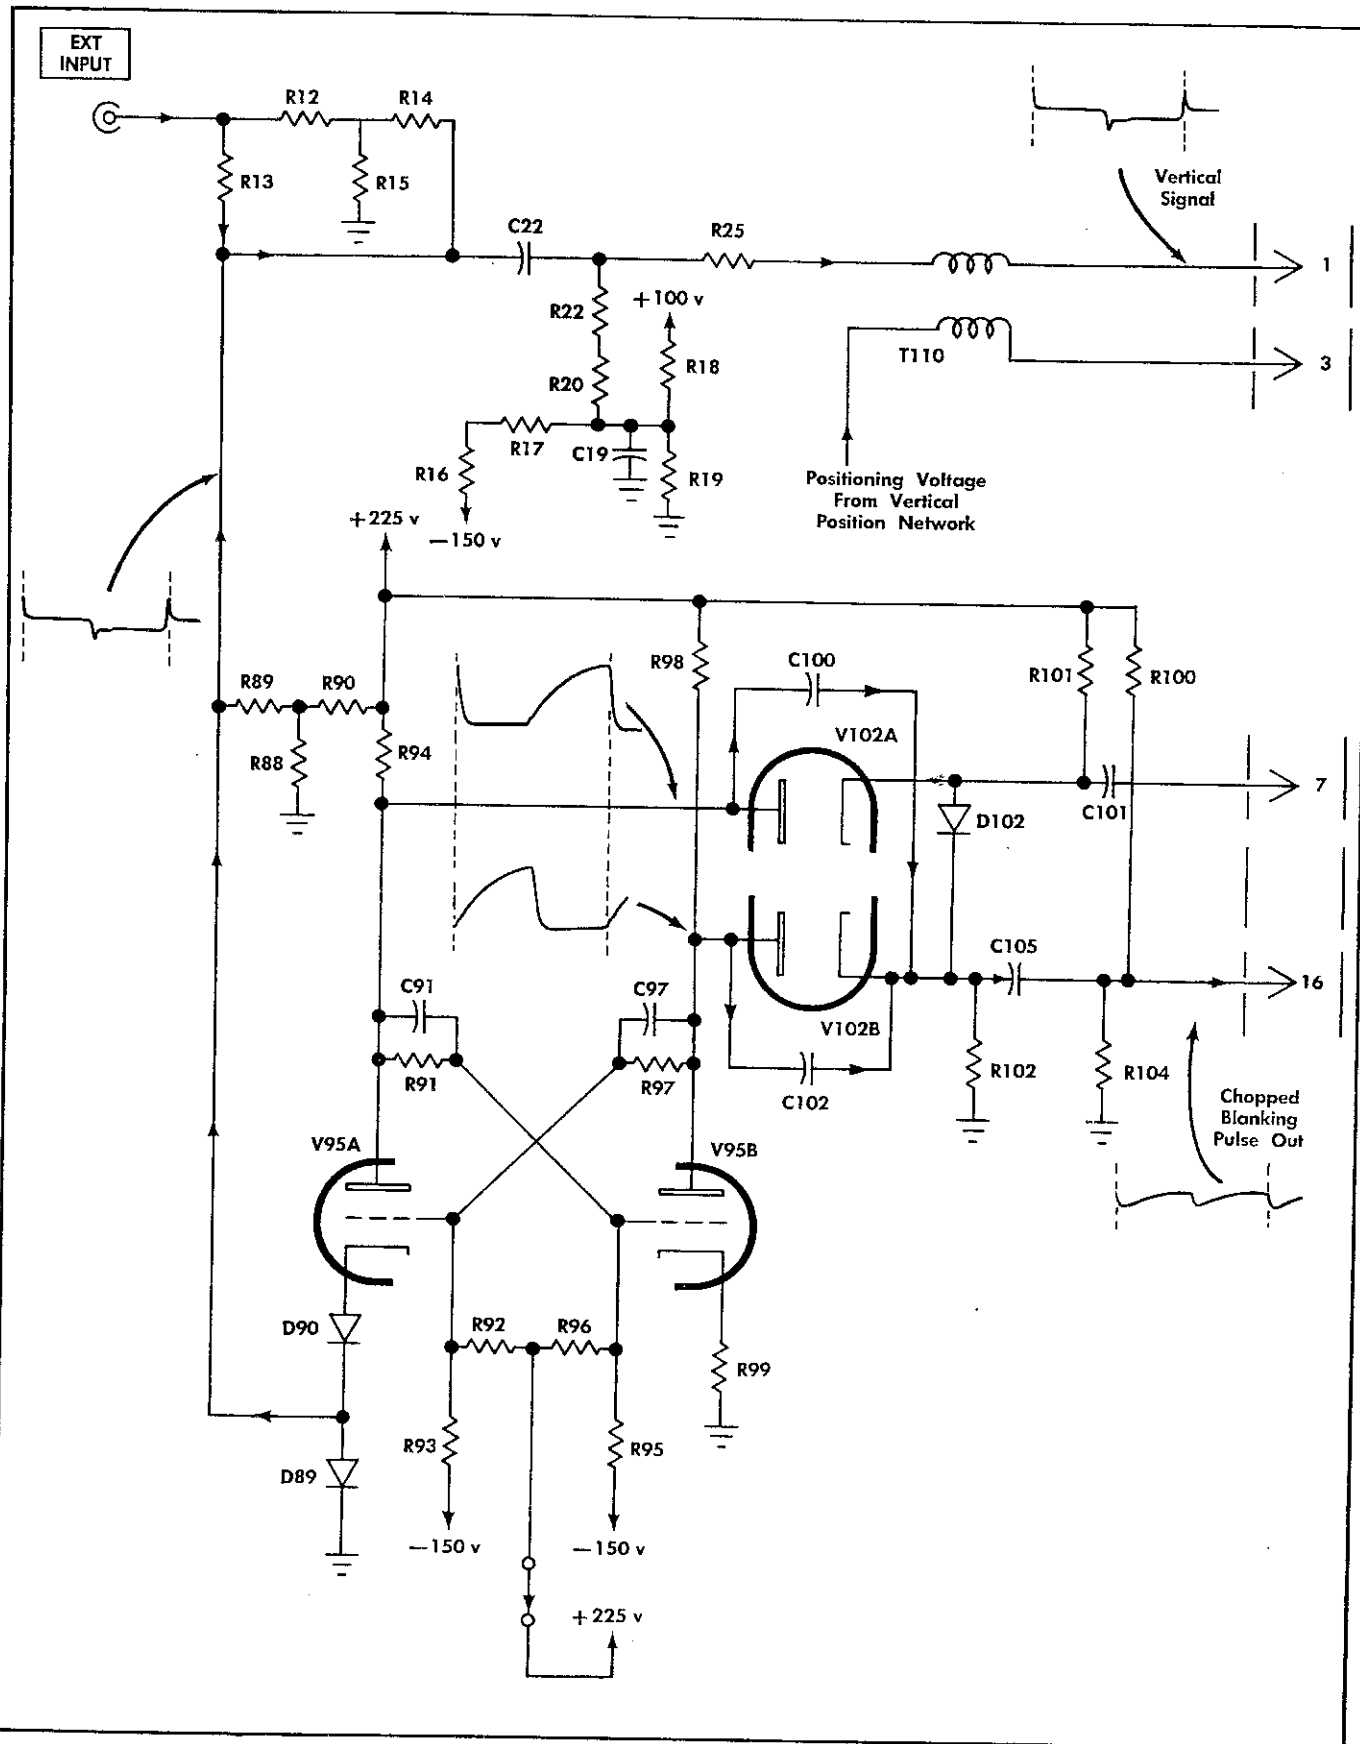 EXT
INPUT
R12
R14
R13
R15
Vertical
Signal
C22
R25
1
R22
+100 v
T110
3
R20
R18
R17
C19
R19
R16
-150 v
Positioning Voltage
From Vertical
Position Network
+225 v
R98
C100
R101
R100
R89
R90
R88
R94
V102A
7
C101
D102
C105
16
C91
C97
V102B
R91
R97
C102
R102
R104
Chopped
Blanking
Pulse Out
V95A
V95B
D90
R92
R96
R99
R93
R95
D89
-150 v
-150 v
+225 v